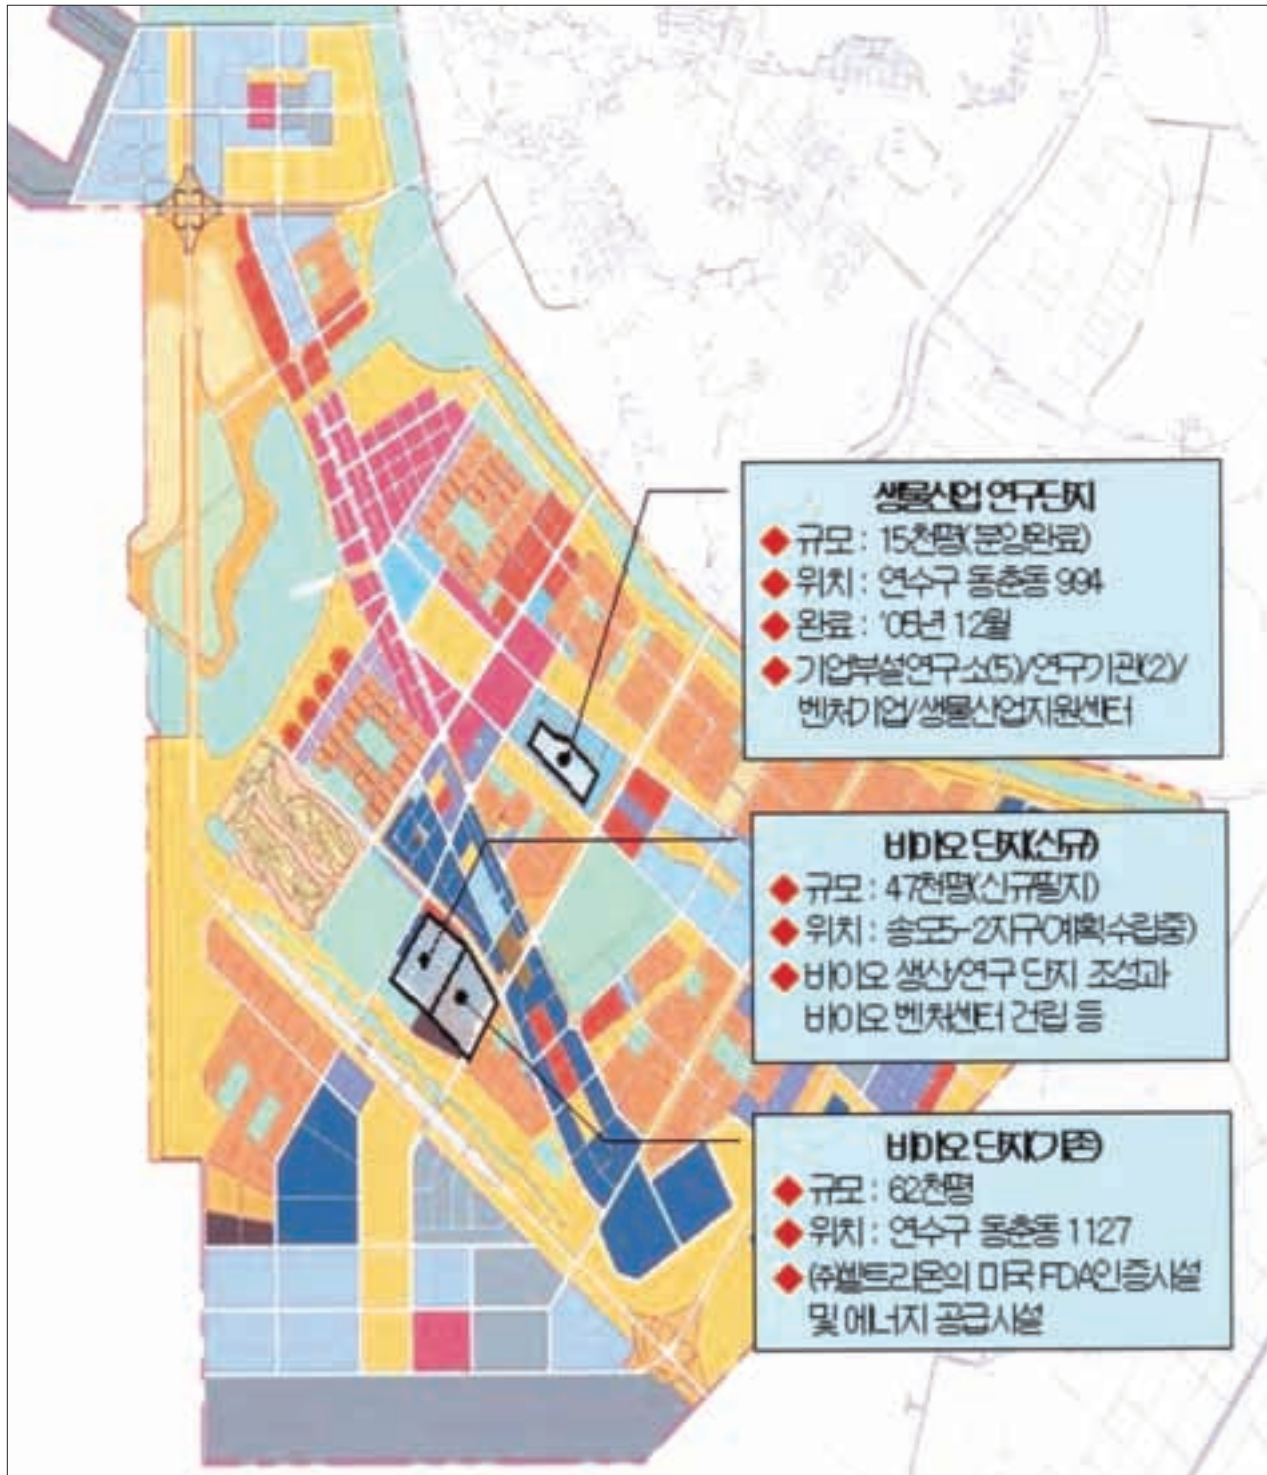 생물산업 연구단지
◆ 규모 : 15천평(분양완료)
◆ 위치 : 연수구 동춘동 994
◆ 완료 : '05년 12월
◆ 기업부설연구소(5)/연구기관(2)/
벤처기업/생물산업지원센터
바이오 단지(신규)
◆ 규모 : 47천평(신규필지)
◆ 위치 : 송도5-2지구(계획수립중)
◆ 바이오 생산/연구 단지 조성과
바이오 벤처센터 건립 등
바이오 단지(기존)
◆ 규모 : 62천평
◆ 위치 : 연수구 동춘동 1127
◆ (주)셀트리온의 미국 FDA인증시설
및 에너지 공급시설